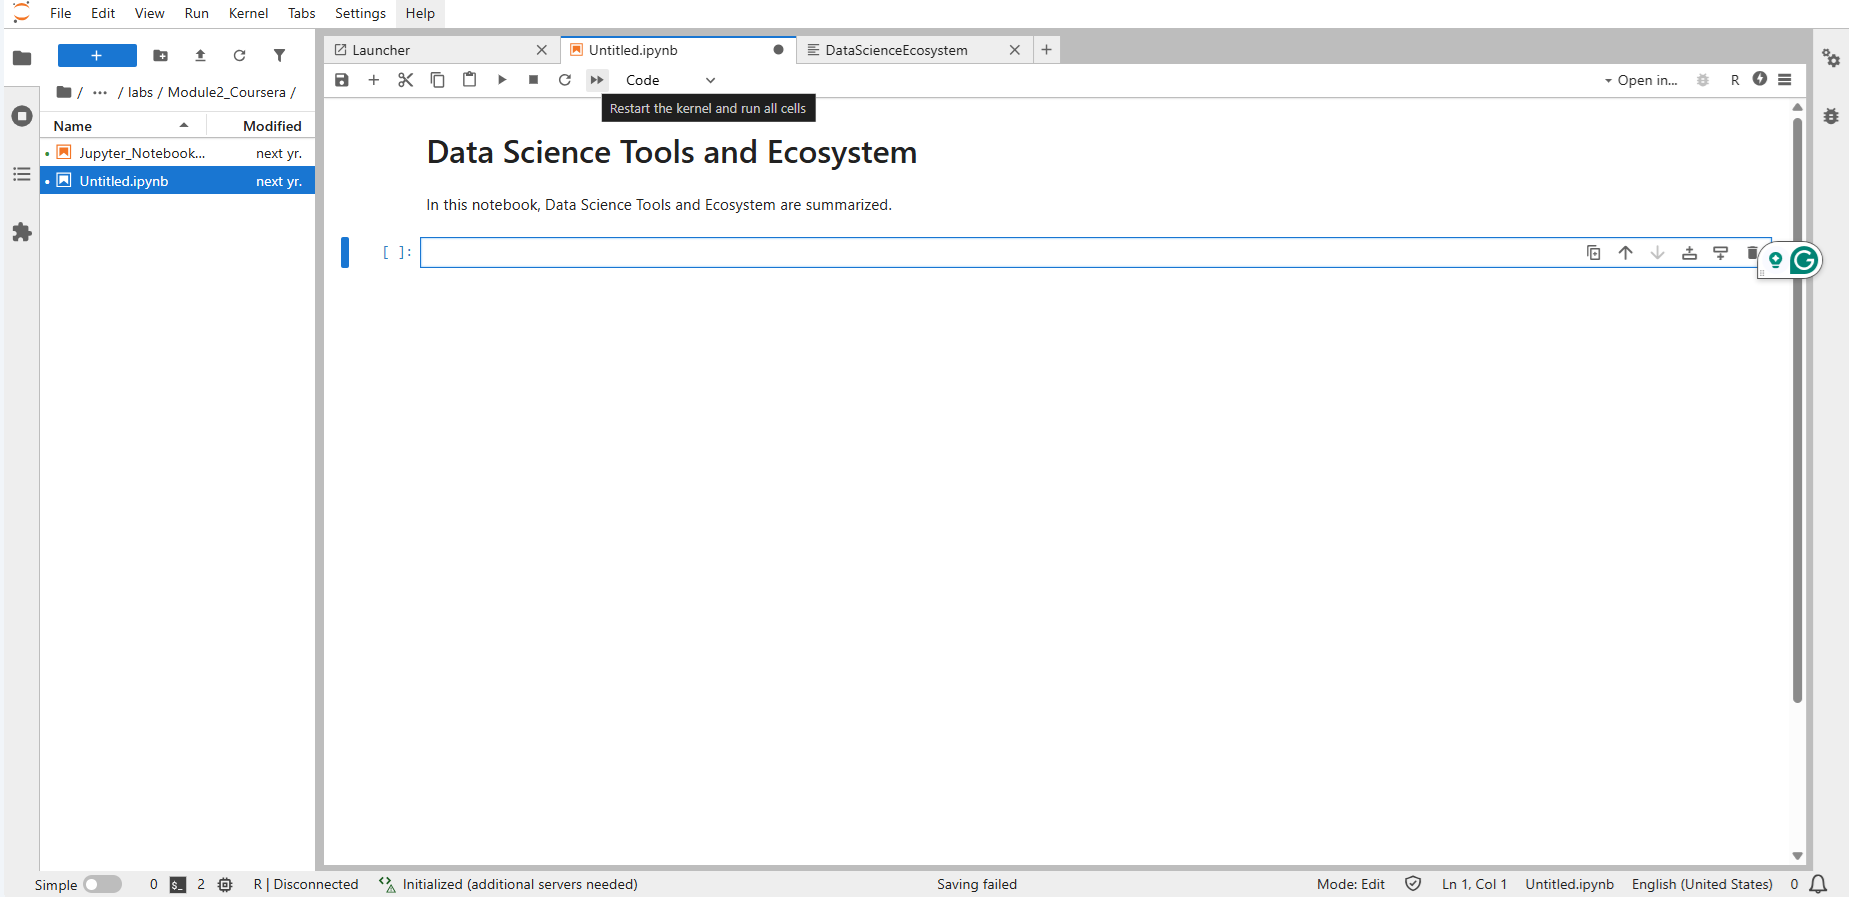 File Edit View Run Kernel Tabs Settings Help
Launcher
Untitled.ipynb
DataScienceEcosystem
Code
Open in...
R
Restart the kernel and run all cells
/ ··· / labs / Module2_Coursera /
Name Modified
Jupyter_Notebook... next yr.
Untitled.ipynb next yr.
Data Science Tools and Ecosystem
In this notebook, Data Science Tools and Ecosystem are summarized.
[ ]:
Simple 0 $_ 2 R | Disconnected Initialized (additional servers needed) Saving failed Mode: Edit Ln 1, Col 1 Untitled.ipynb English (United States) 0